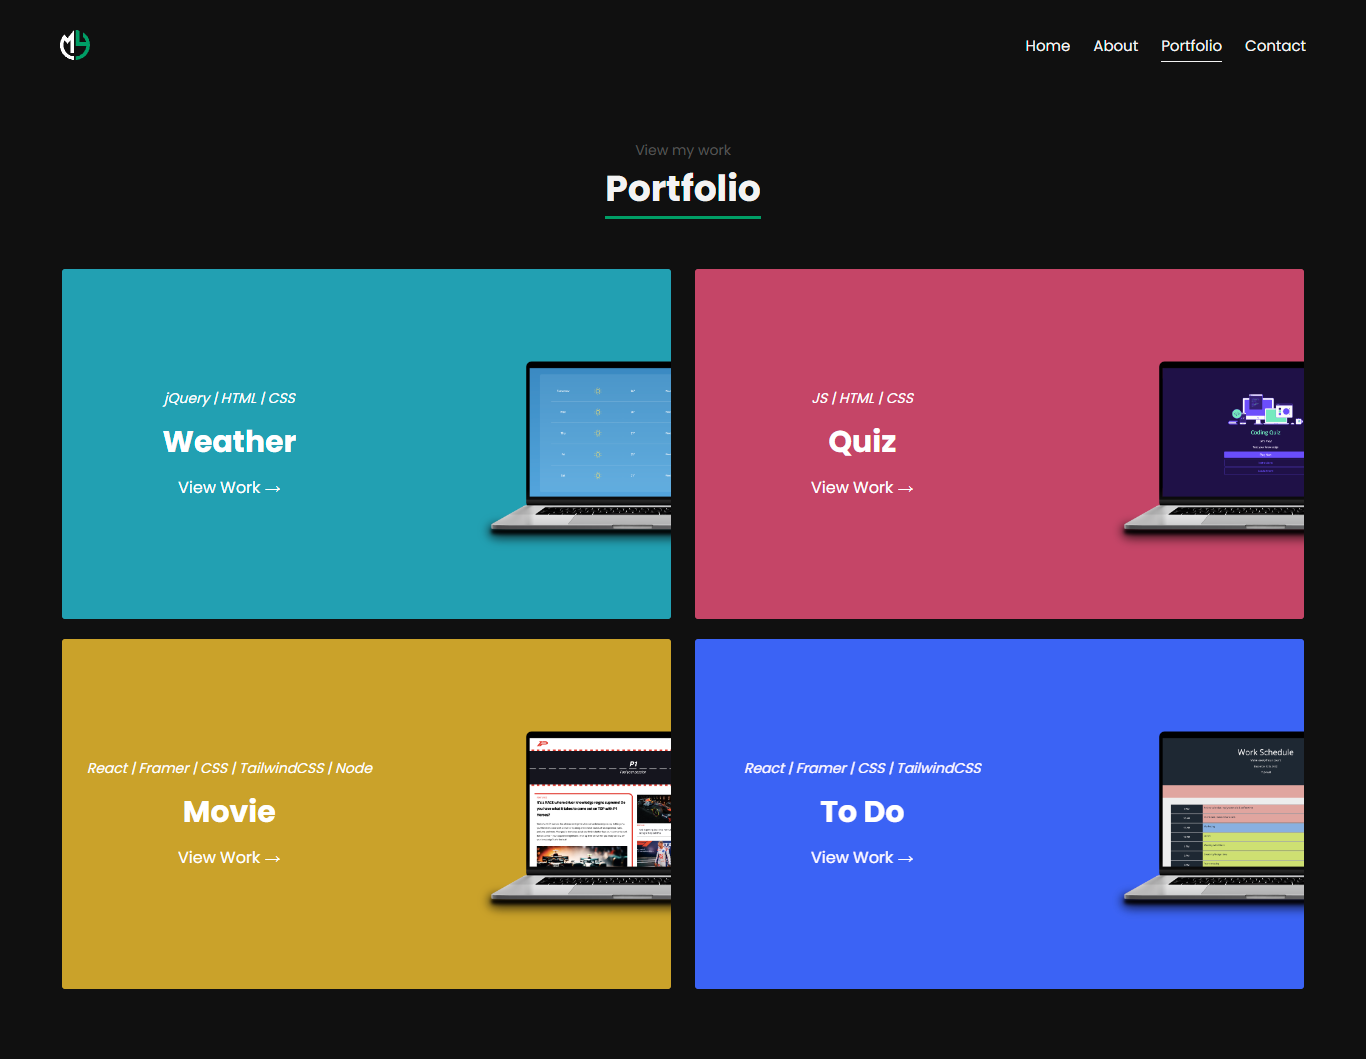 Home About Portfolio Contact
View my work
Portfolio
jQuery | HTML | CSS
Weather
View Work →
JS | HTML | CSS
Quiz
View Work →
Coding Quiz
React | Framer | CSS | TailwindCSS | Node
Movie
View Work →
P1
React | Framer | CSS | TailwindCSS
To Do
View Work →
Work Schedule